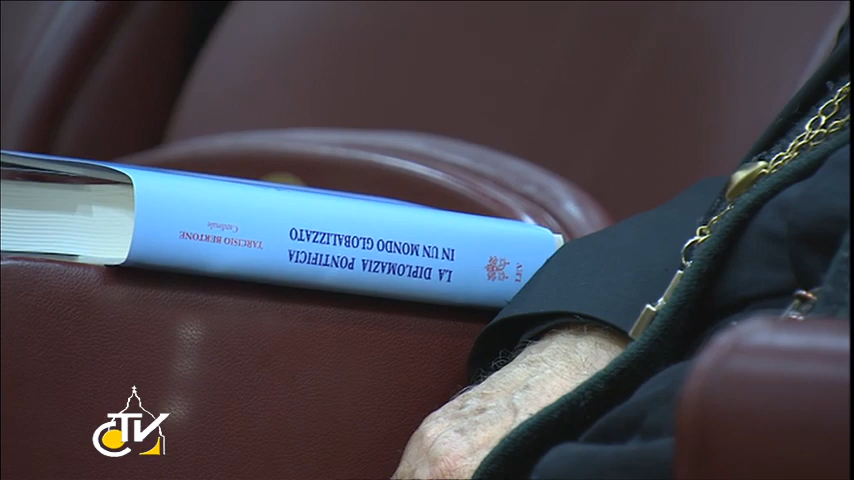 TARCISIO BERTONE
Cardinale
LA DIPLOMAZIA PONTIFICIA
IN UN MONDO GLOBALIZZATO
LEV
CTV